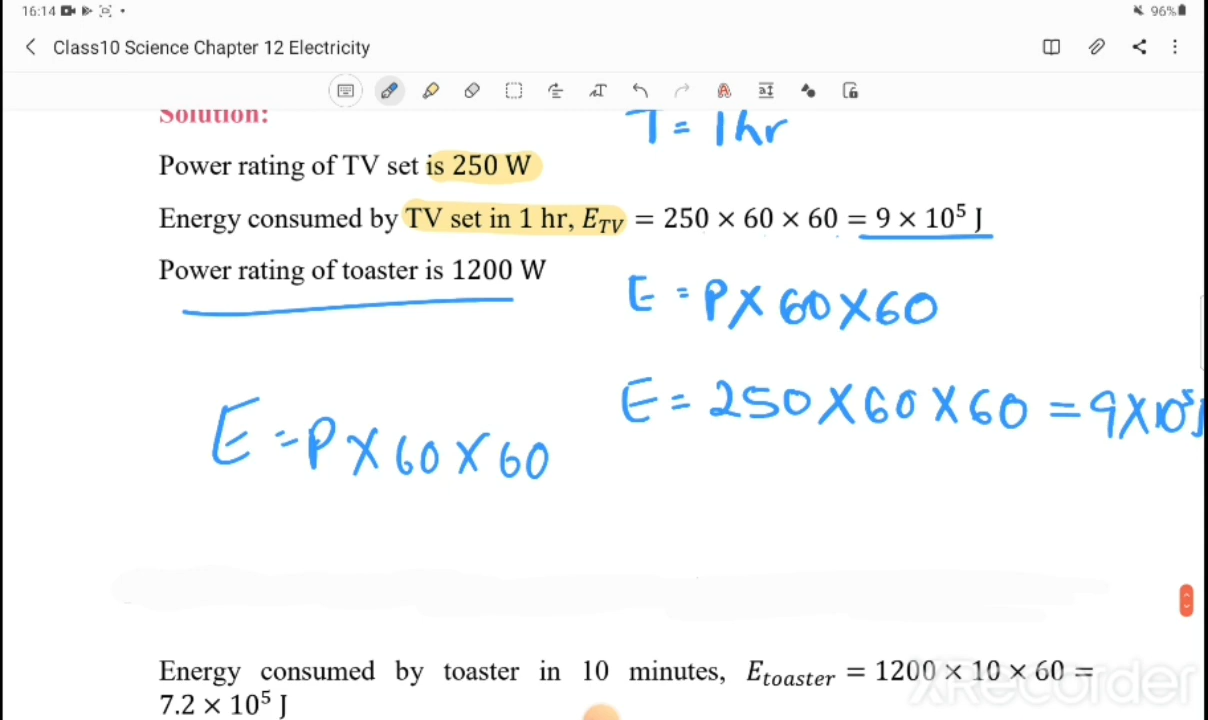 16:14
96%
Class10 Science Chapter 12 Electricity
Solution:
T = 1 hr
Power rating of TV set is 250 W
Energy consumed by TV set in 1 hr, E_TV = 250 × 60 × 60 = 9 × 10⁵ J
Power rating of toaster is 1200 W
E = P X 60 X 60
E = 250 X 60 X 60 = 9 X 10⁵ J
E = P X 60 X 60
Energy consumed by toaster in 10 minutes, E_toaster = 1200 × 10 × 60 =
7.2 × 10⁵ J
XRecorder